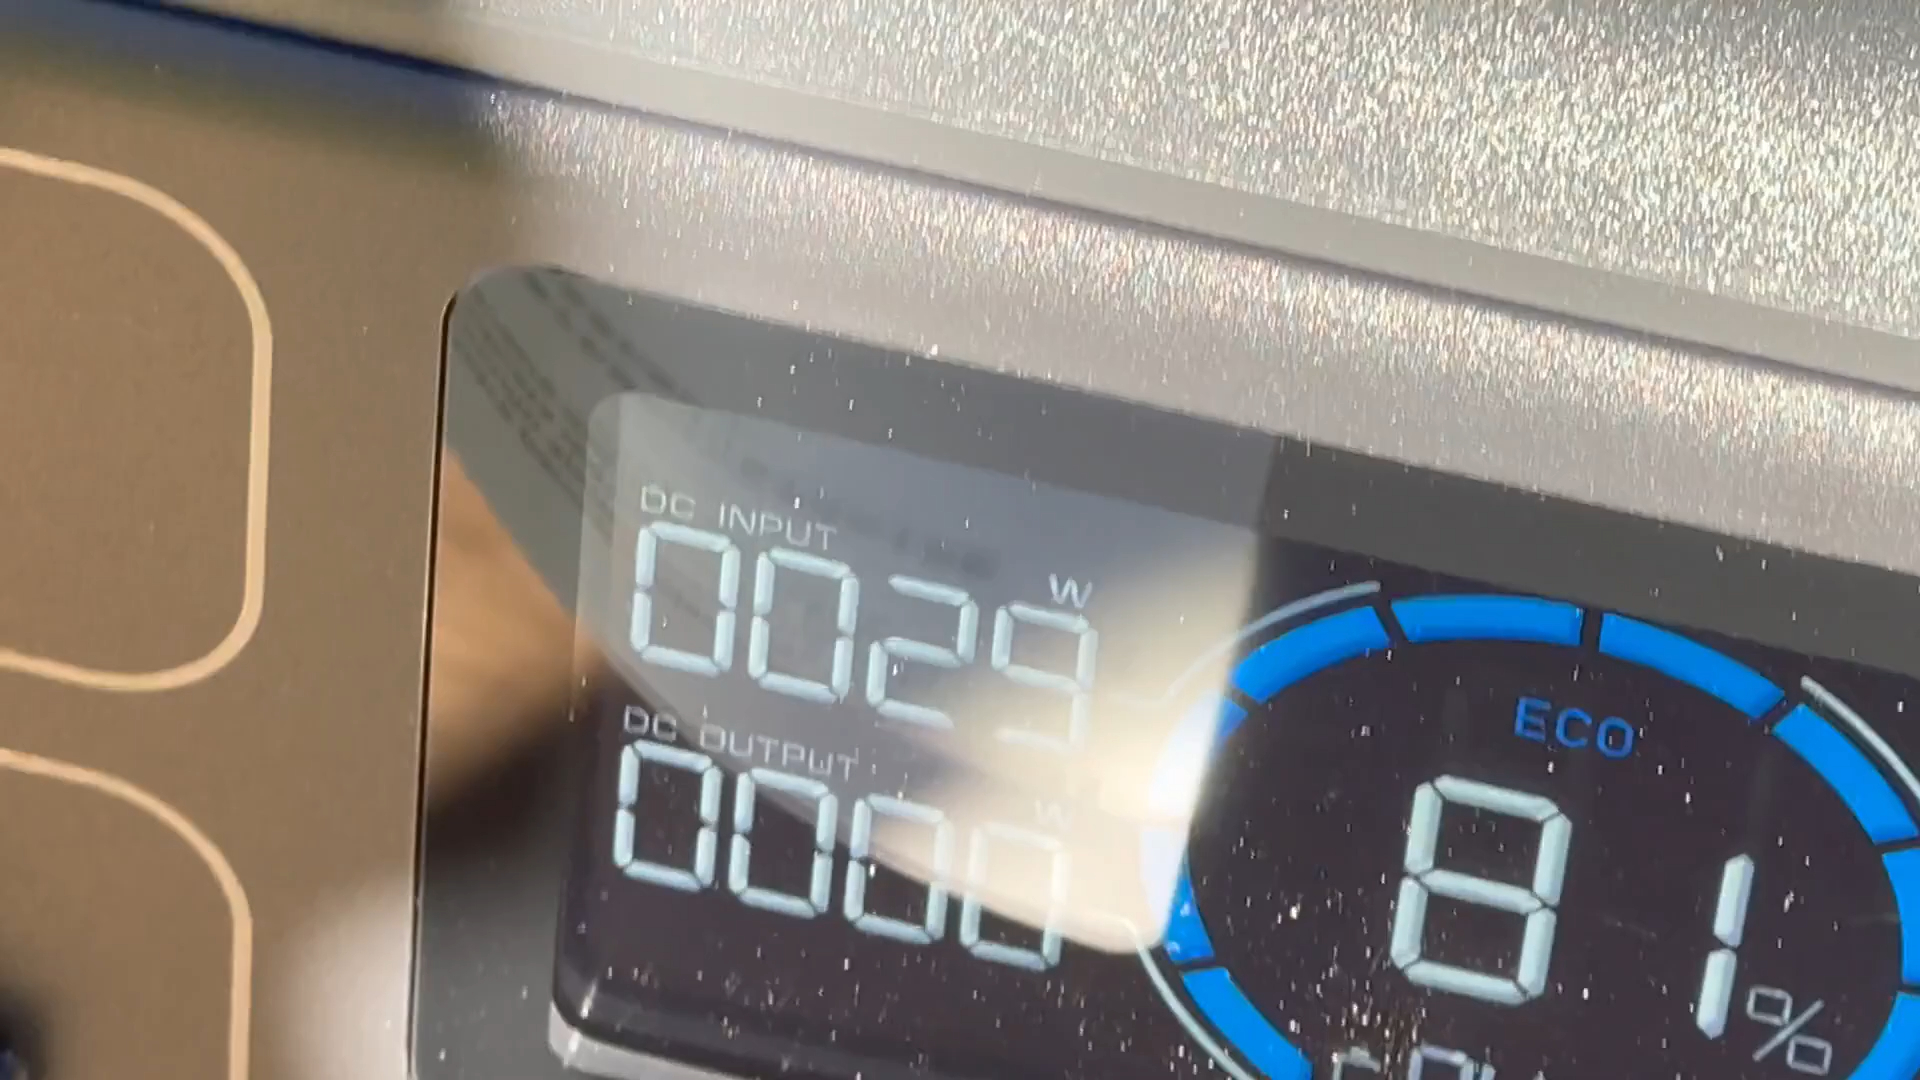 DC INPUT
0029 W
DC OUTPUT
0000 W
ECO
81%